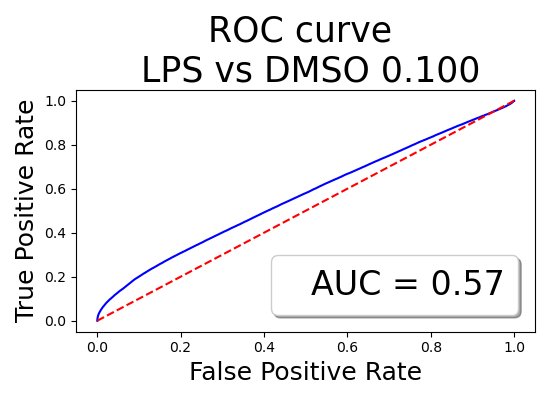 ROC curve
LPS vs DMSO 0.100
True Positive Rate
1.0
0.8
0.6
0.4
0.2
0.0
AUC = 0.57
0.0 0.2 0.4 0.6 0.8 1.0
False Positive Rate